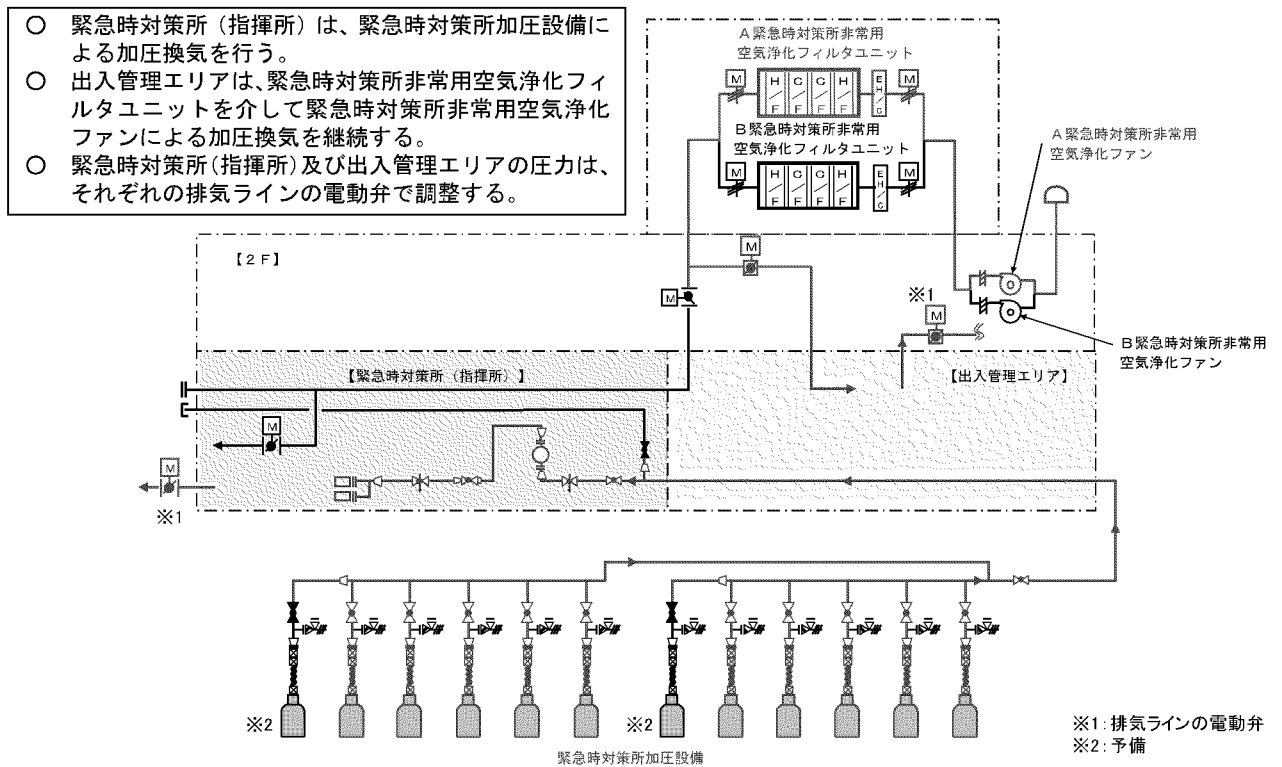 ○　緊急時対策所（指揮所）は、緊急時対策所加圧設備に
よる加圧換気を行う。
○　出入管理エリアは、緊急時対策所非常用空気浄化フィ
ルタユニットを介して緊急時対策所非常用空気浄化
ファンによる加圧換気を継続する。
○　緊急時対策所（指揮所）及び出入管理エリアの圧力は、
それぞれの排気ラインの電動弁で調整する。
A緊急時対策所非常用
空気浄化フィルタユニット
M
H/F C/F C/F H/F
EH/C
M
B緊急時対策所非常用
空気浄化フィルタユニット
M
H/F C/F C/F H/F
EH/C
M
A緊急時対策所非常用
空気浄化ファン
【２Ｆ】
M
M
※1
M
B緊急時対策所非常用
空気浄化ファン
【緊急時対策所（指揮所）】
【出入管理エリア】
M
M
※1
※2
※2
緊急時対策所加圧設備
※1：排気ラインの電動弁
※2：予備